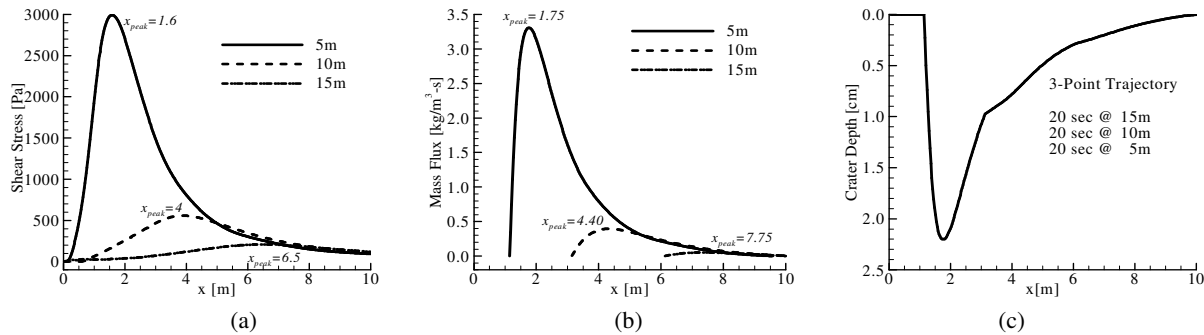 x_peak=1.6
5m
10m
15m
Shear Stress [Pa]
3000
2500
2000
1500
1000
500
0
x_peak=4
x_peak=6.5
0 2 4 6 8 10
x [m]
(a)
x_peak=1.75
5m
10m
15m
Mass Flux [kg/m³-s]
3.5
3.0
2.5
2.0
1.5
1.0
0.5
0.0
x_peak=4.40
x_peak=7.75
0 2 4 6 8 10
x [m]
(b)
Crater Depth [cm]
0.0
0.5
1.0
1.5
2.0
2.5
3-Point Trajectory
20 sec @ 15m
20 sec @ 10m
20 sec @ 5m
0 2 4 6 8 10
x[m]
(c)